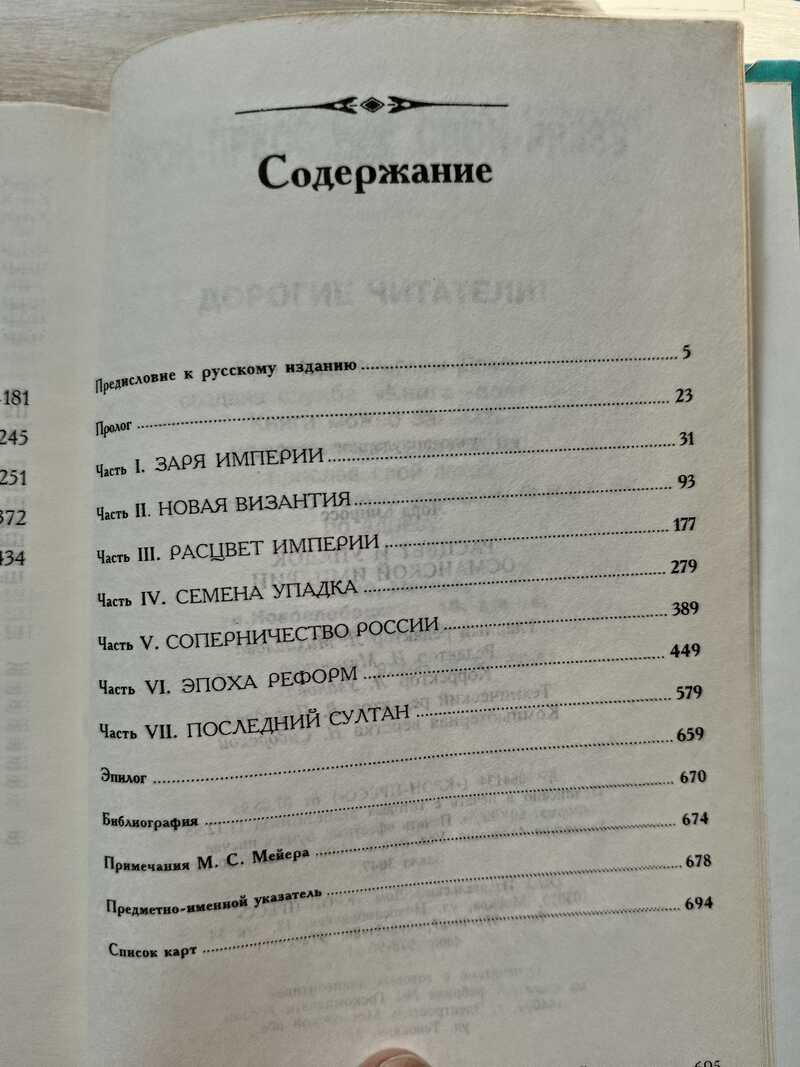 181
245
251
372
434
Содержание
Предисловие к русскому изданию 5
Пролог 23
Часть I. ЗАРЯ ИМПЕРИИ 31
Часть II. НОВАЯ ВИЗАНТИЯ 93
Часть III. РАСЦВЕТ ИМПЕРИИ 177
Часть IV. СЕМЕНА УПАДКА 279
Часть V. СОПЕРНИЧЕСТВО РОССИИ 389
Часть VI. ЭПОХА РЕФОРМ 449
Часть VII. ПОСЛЕДНИЙ СУЛТАН 579
Эпилог 659
Библиография 670
Примечания М. С. Мейера 674
Предметно-именной указатель 678
Список карт 694